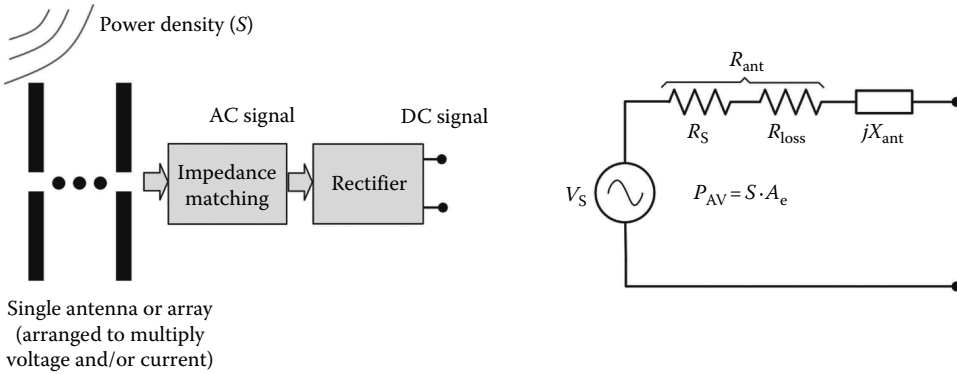 Power density (S)
AC signal
DC signal
Impedance
matching
Rectifier
Single antenna or array
(arranged to multiply
voltage and/or current)
R_ant
R_S
R_loss
jX_ant
V_S
P_AV = S · A_e